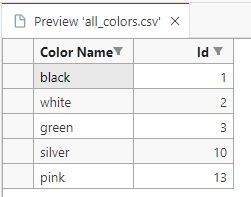 Preview 'all_colors.csv'
Color Name Id
black 1
white 2
green 3
silver 10
pink 13